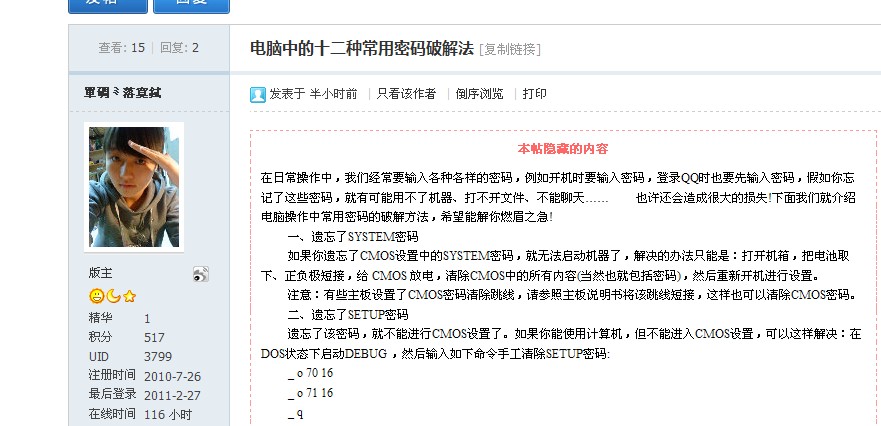 查看: 15 | 回复: 2
电脑中的十二种常用密码破解法 [复制链接]
發表于 半小时前 | 只看该作者 | 倒序浏览 | 打印
本帖隐藏的内容
在日常操作中，我们经常要输入各种各样的密码，例如开机时要输入密码，登录QQ时也要先输入密码，假如你忘
记了这些密码，就有可能用不了机器、打不开文件、不能聊天…… 也许还会造成很大的损失!下面我们就介绍
电脑操作中常用密码的破解方法，希望能解你燃眉之急!
一、遗忘了SYSTEM密码
如果你遗忘了CMOS设置中的SYSTEM密码，就无法启动机器了，解决的办法只能是：打开机箱，把电池取
下、正负极短接，给 CMOS 放电，清除CMOS中的所有内容(当然也就包括密码)，然后重新开机进行设置。
注意：有些主板设置了CMOS密码清除跳线，请参照主板说明书将该跳线短接，这样也可以清除CMOS密码。
二、遗忘了SETUP密码
遗忘了该密码，就不能进行CMOS设置了。如果你能使用计算机，但不能进入CMOS设置，可以这样解决：在
DOS状态下启动DEBUG，然后输入如下命令手工清除SETUP密码:
_ o 70 16
_ o 71 16
_ q
版主
精华 1
积分 517
UID 3799
注册时间 2010-7-26
最后登录 2011-2-27
在线时间 116 小时